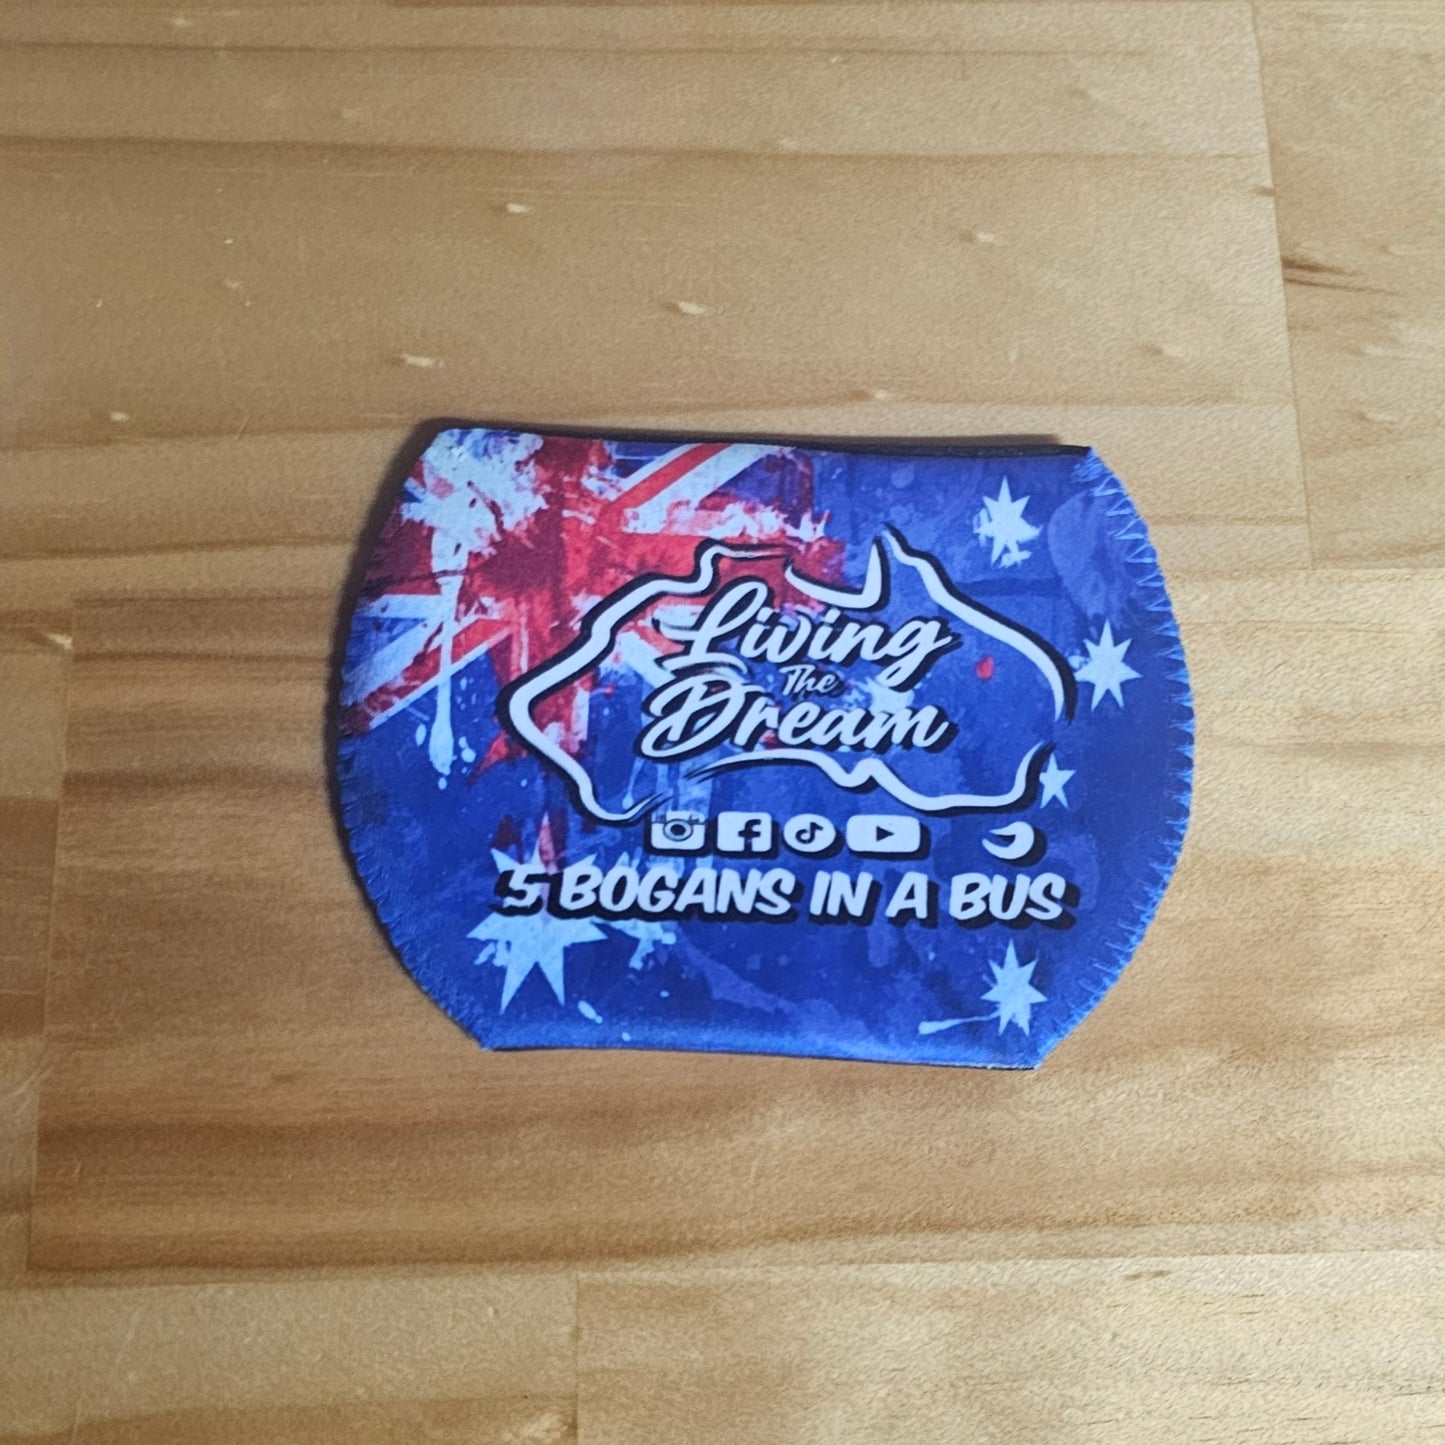 Living
The
Dream
5 BOGANS IN A BUS